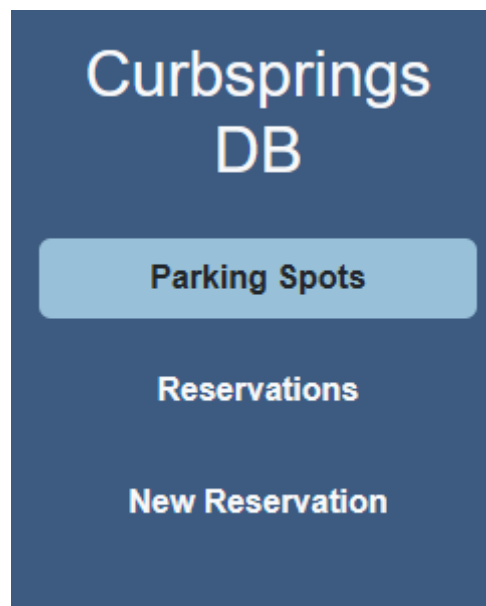 Curbsprings
DB
Parking Spots
Reservations
New Reservation